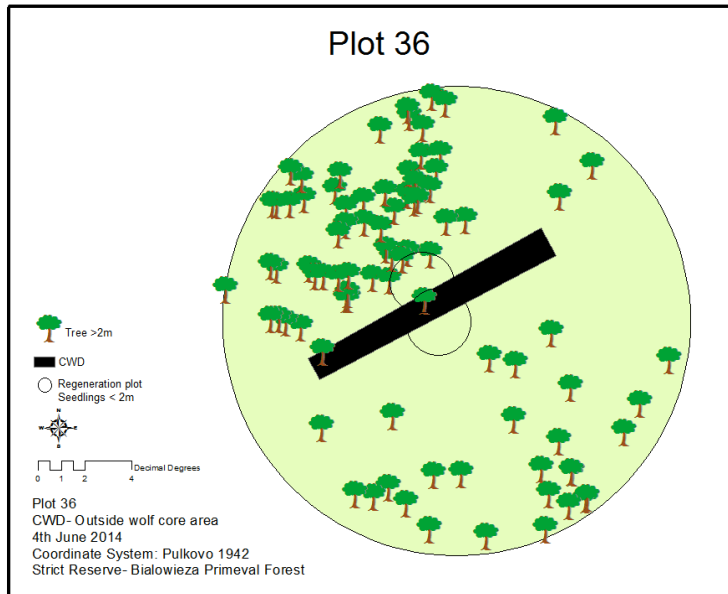 Plot 36
Tree >2m
CWD
Regeneration plot
Seedlings < 2m
N
W E
S
0 1 2 4 Decimal Degrees
Plot 36
CWD- Outside wolf core area
4th June 2014
Coordinate System: Pulkovo 1942
Strict Reserve- Bialowieza Primeval Forest